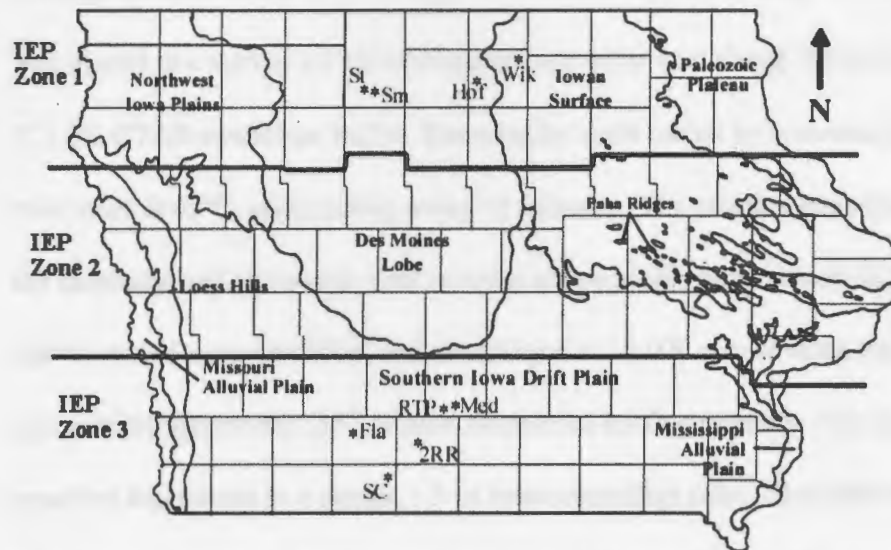 IEP
Zone 1
Northwest
Iowa Plains
St
**Sm
Hof
*
Wik
*
Iowan
Surface
Paleozoic
Plateau
N
IEP
Zone 2
Loess Hills
Des Moines
Lobe
Paha Ridges
Missouri
Alluvial Plain
Southern Iowa Drift Plain
IEP
Zone 3
RTP**Med
*Fla
*
2RR
SC*
Mississippi
Alluvial
Plain